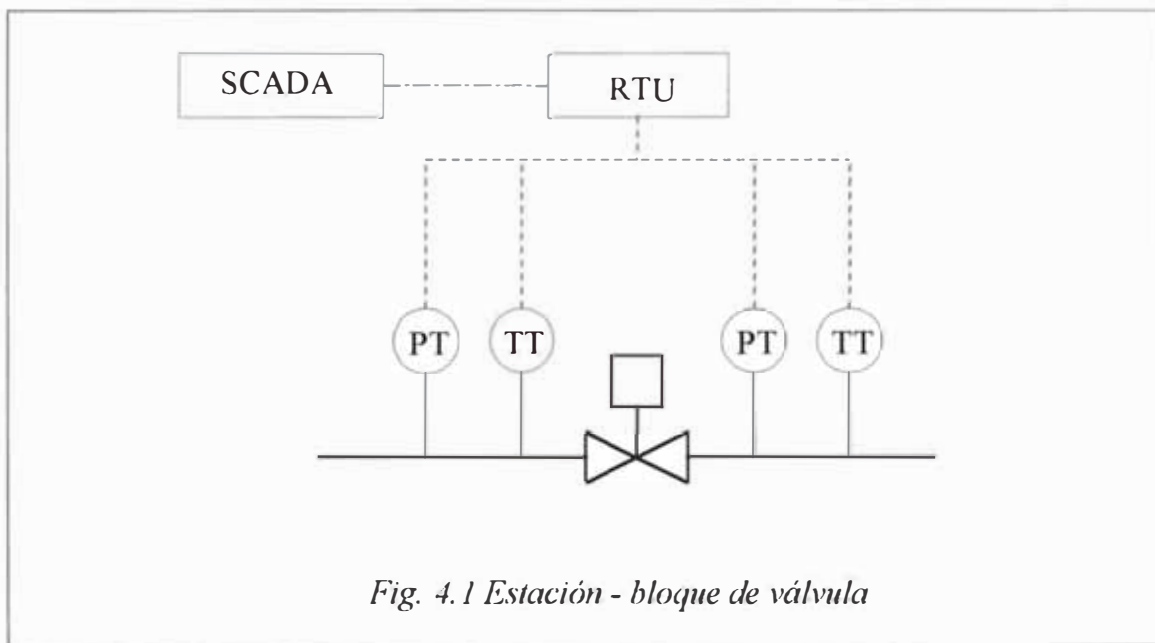 SCADA
RTU
PT
TT
PT
TT
Fig. 4.1 Estación - bloque de válvula